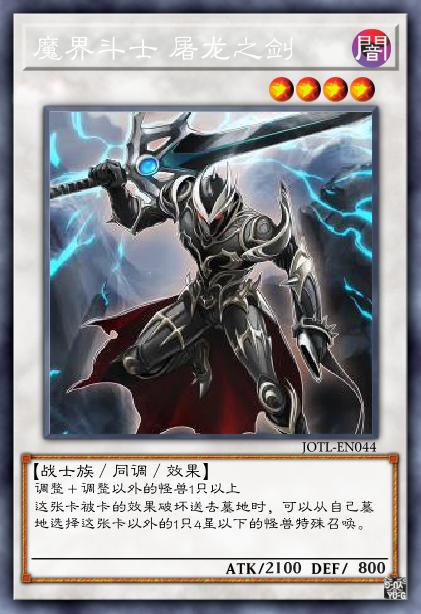 魔界斗士 屠龙之剑
闇
JOTL-EN044
【战士族/同调/效果】
调整+调整以外的怪兽1只以上
这张卡被卡的效果破坏送去墓地时，可以从自己墓
地选择这张卡以外的1只4星以下的怪兽特殊召唤。
ATK/2100 DEF/ 800